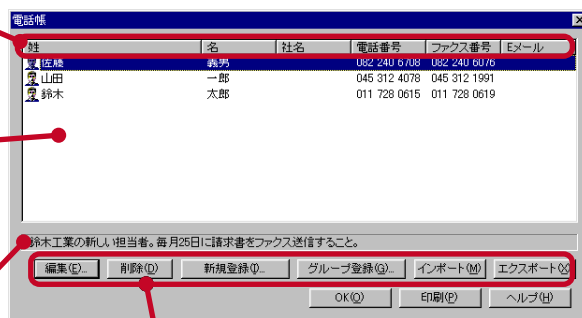 電話帳
姓 名 社名 電話番号 ファクス番号 Eメール
佐藤 義男 082 240 6708 082 240 6076
山田 一郎 045 312 4078 045 312 1991
鈴木 太郎 011 728 0615 011 728 0619
鈴木工業の新しい担当者。毎月25日に請求書をファクス送信すること。
編集(E)... 削除(D) 新規登録(I)... グループ登録(G)... インポート(M) エクスポート(X)
OK(O) 印刷(P) ヘルプ(H)